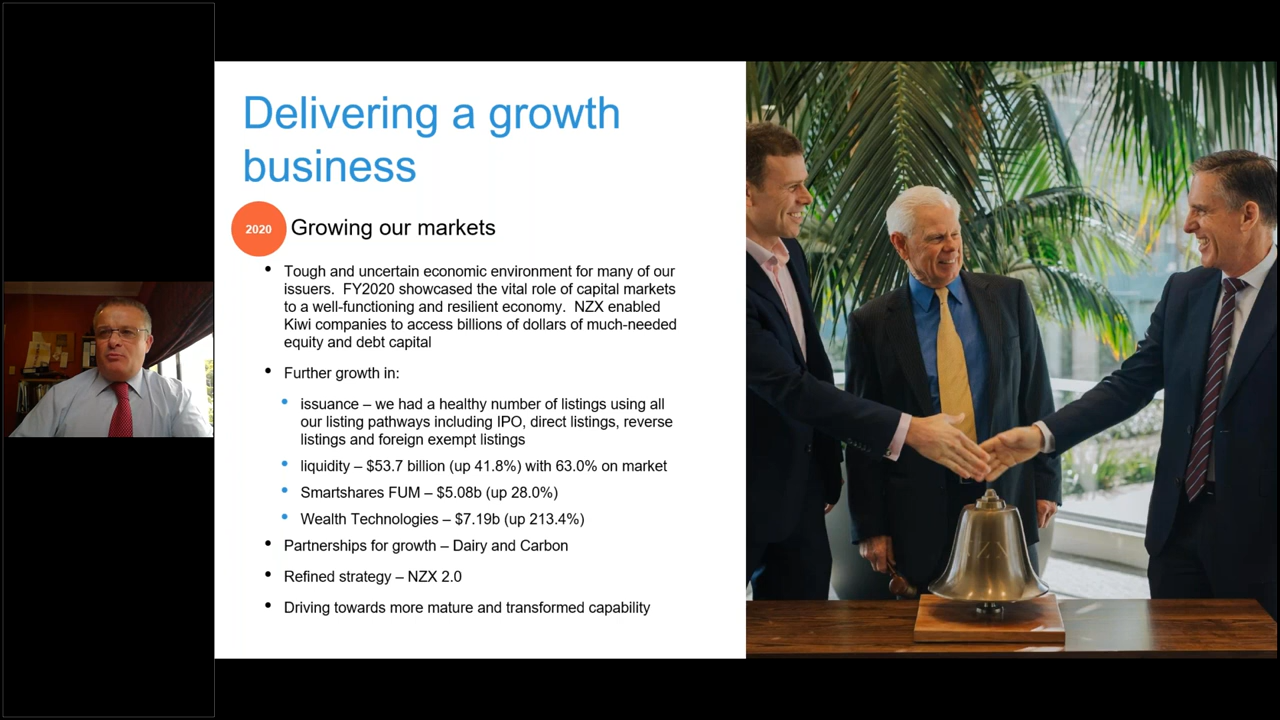 Delivering a growth
business
2020
Growing our markets
• Tough and uncertain economic environment for many of our
issuers.  FY2020 showcased the vital role of capital markets
to a well-functioning and resilient economy.  NZX enabled
Kiwi companies to access billions of dollars of much-needed
equity and debt capital
• Further growth in:
• issuance – we had a healthy number of listings using all
our listing pathways including IPO, direct listings, reverse
listings and foreign exempt listings
• liquidity – $53.7 billion (up 41.8%) with 63.0% on market
• Smartshares FUM – $5.08b (up 28.0%)
• Wealth Technologies – $7.19b (up 213.4%)
• Partnerships for growth – Dairy and Carbon
• Refined strategy – NZX 2.0
• Driving towards more mature and transformed capability
NZX